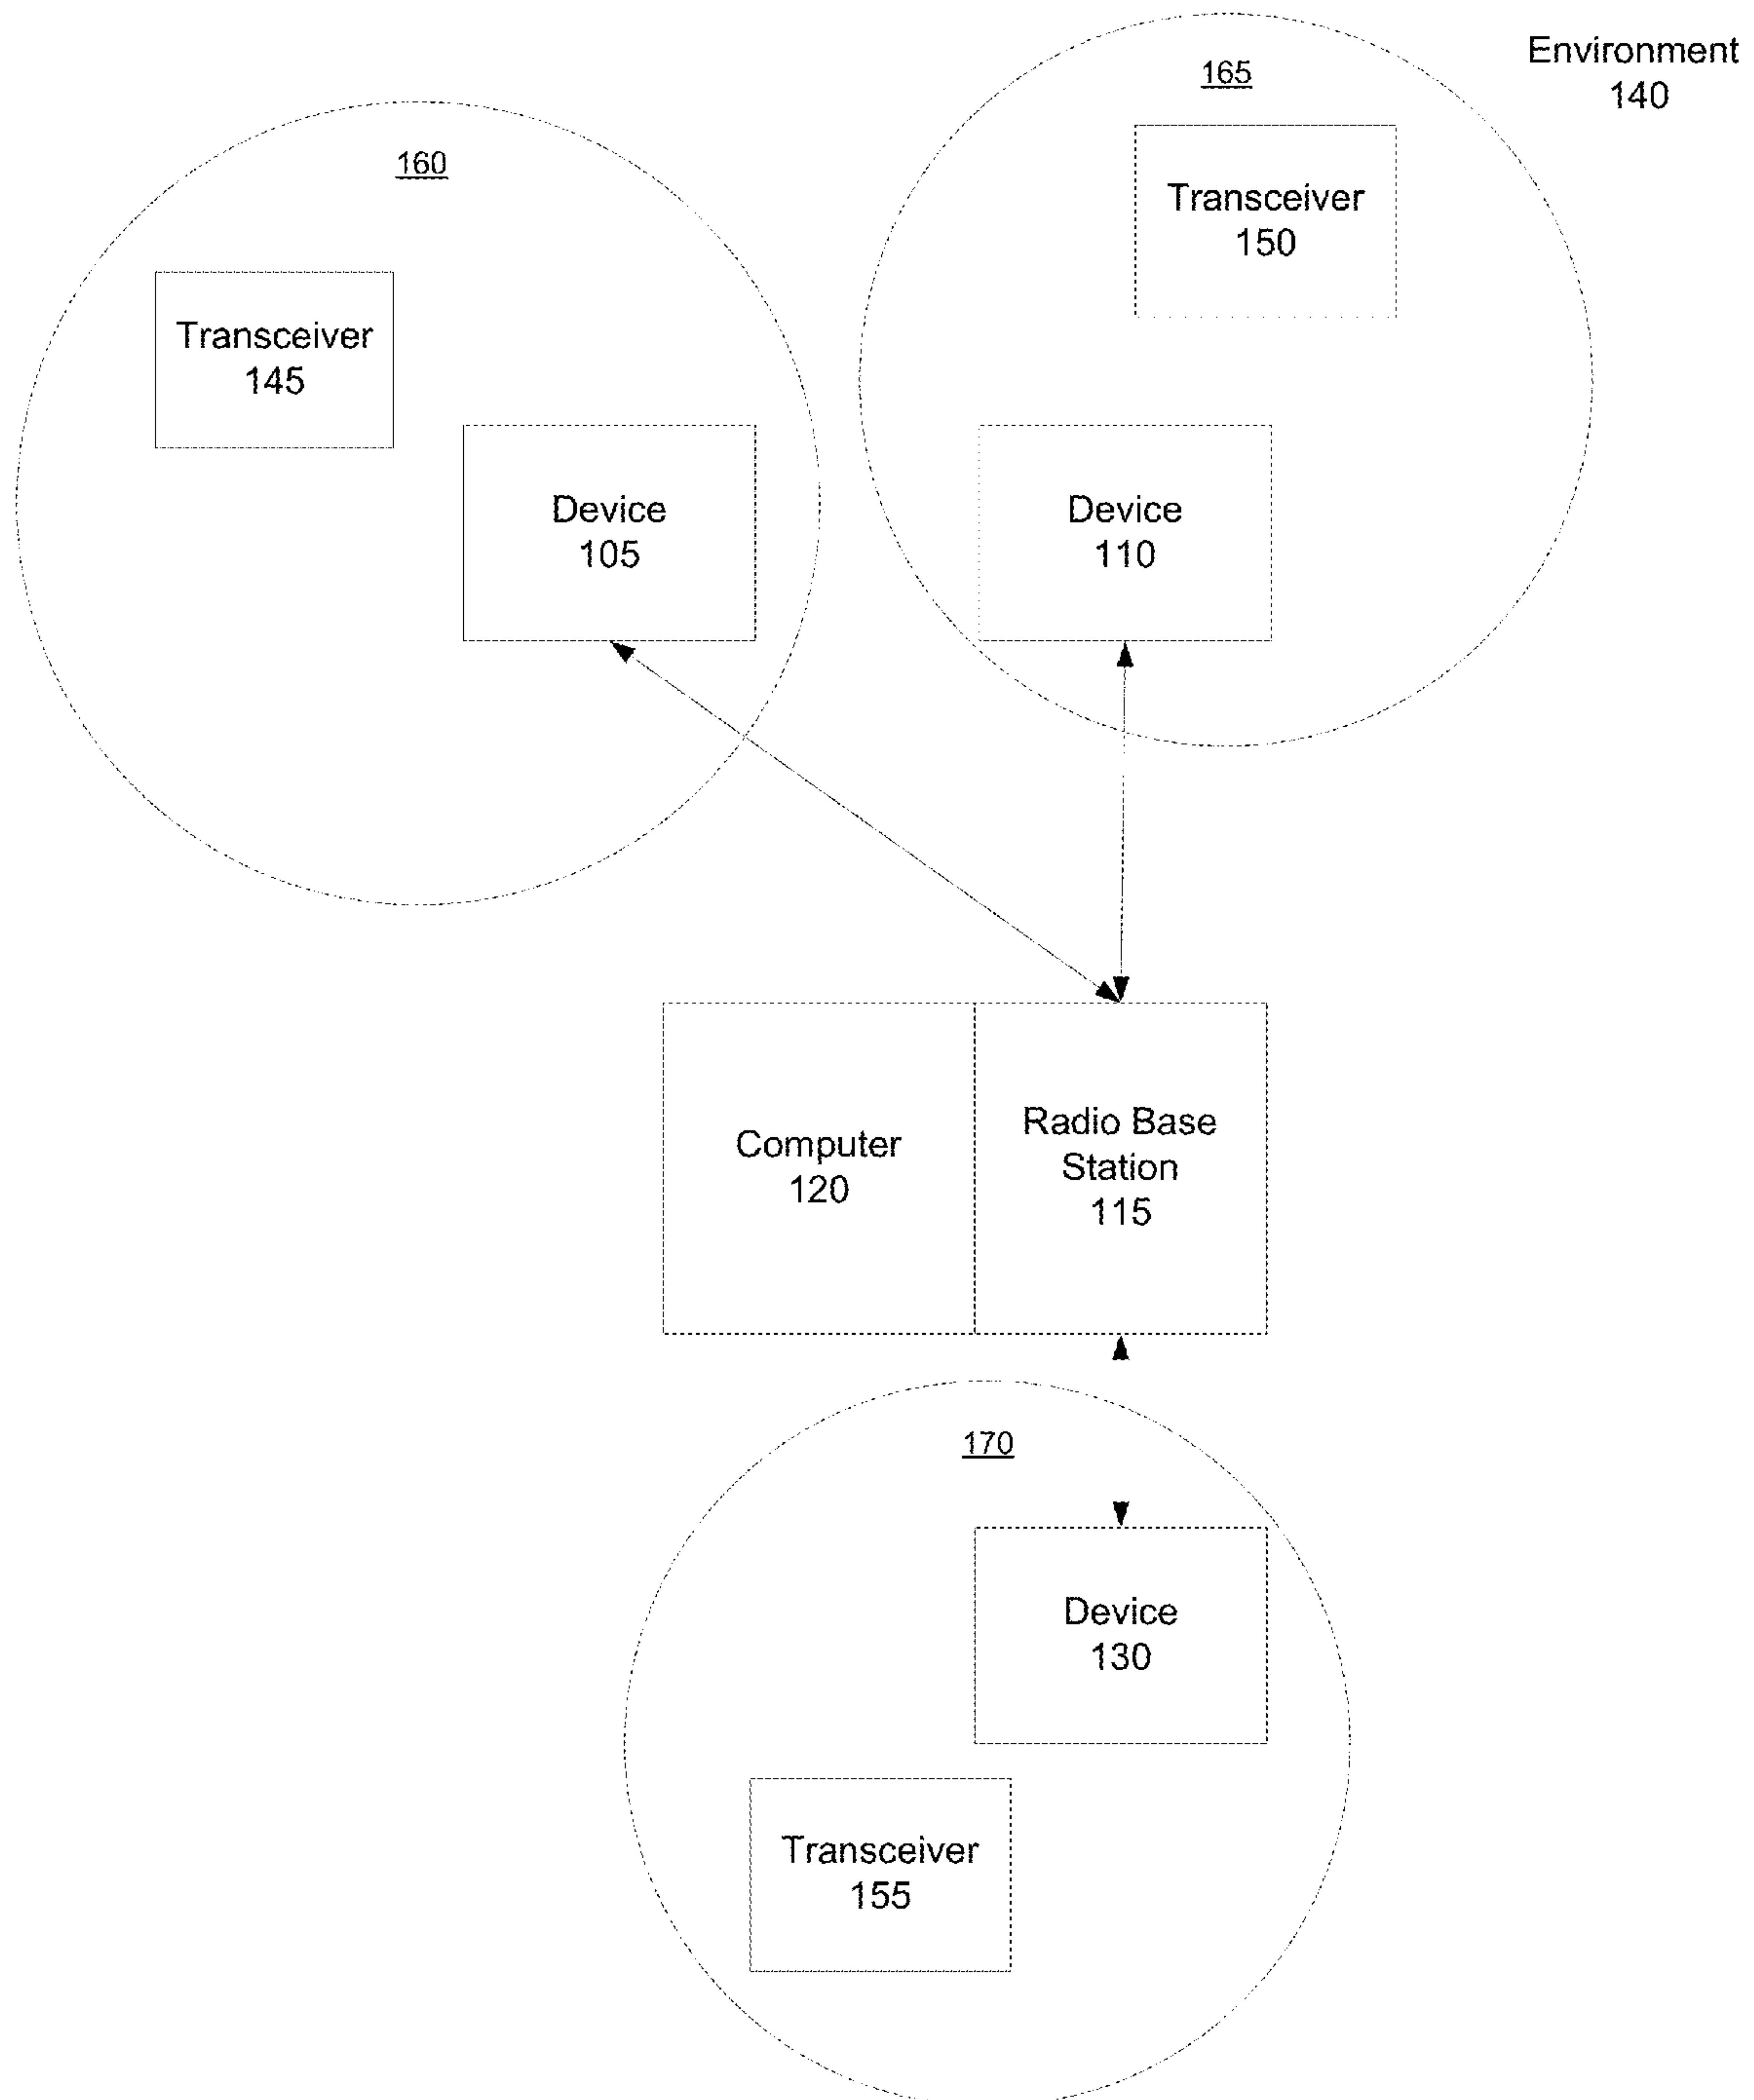 Environment
140
165
160
Transceiver
150
Transceiver
145
Device
105
Device
110
Computer
120
Radio Base
Station
115
170
Device
130
Transceiver
155